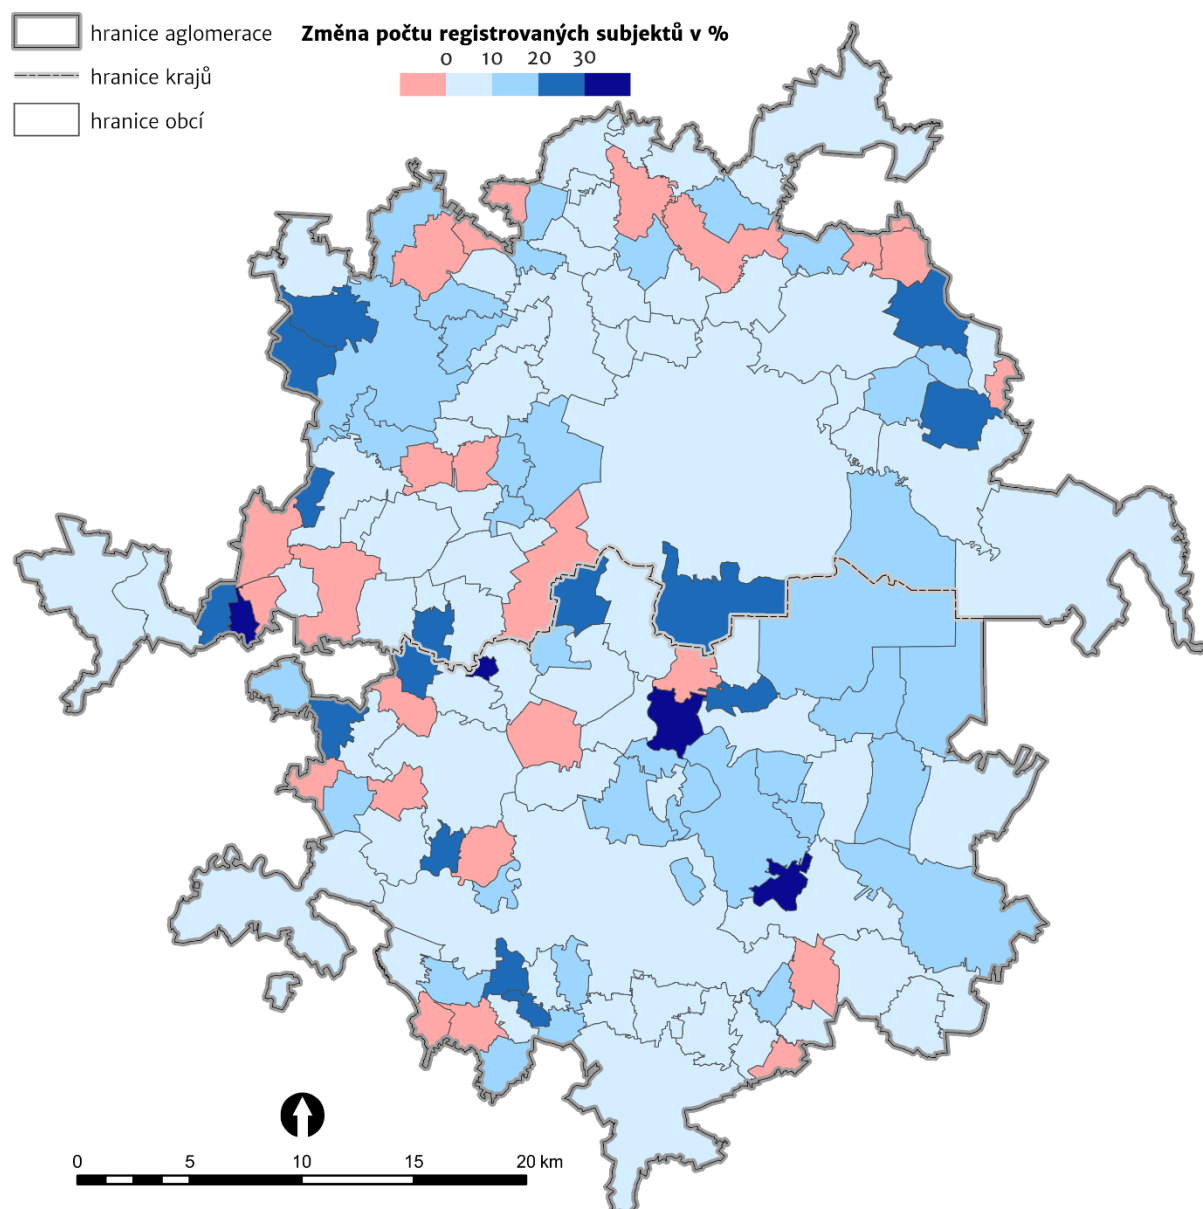 hranice aglomerace
hranice krajů
hranice obcí
Změna počtu registrovaných subjektů v %
0 10 20 30
0 5 10 15 20 km